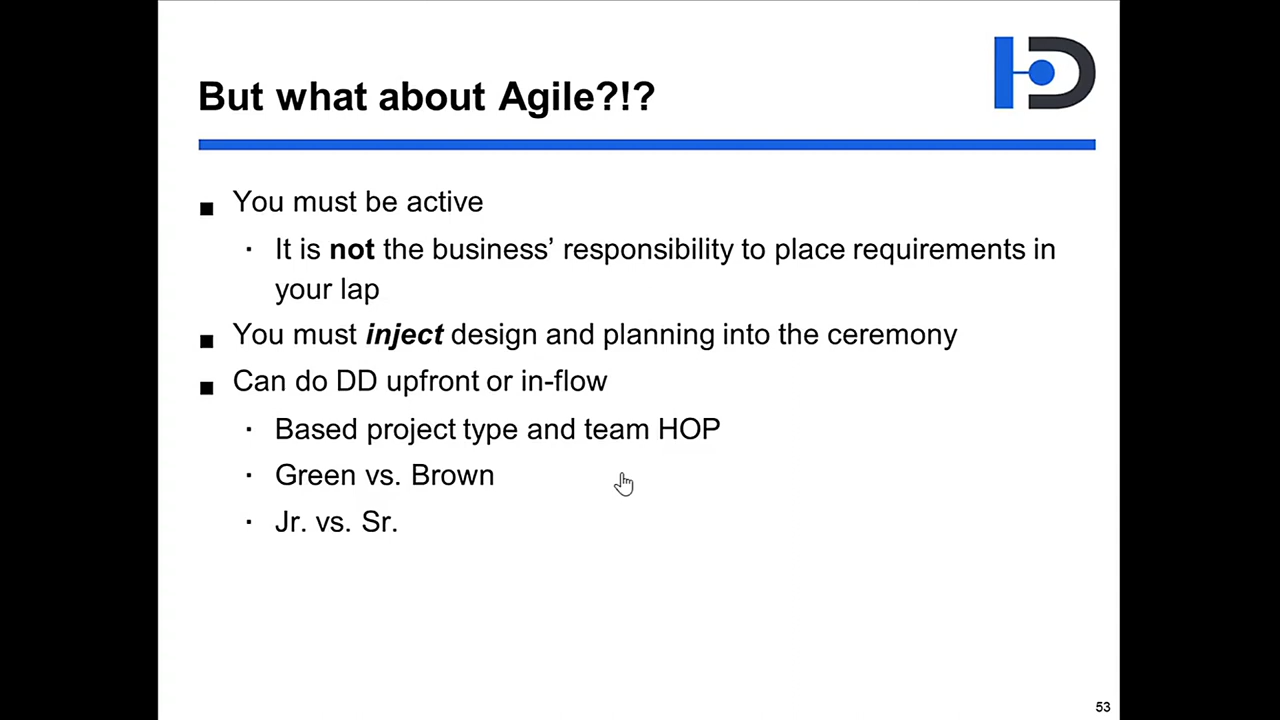 But what about Agile?!?
You must be active
It is not the business’ responsibility to place requirements in
your lap
You must inject design and planning into the ceremony
Can do DD upfront or in-flow
Based project type and team HOP
Green vs. Brown
Jr. vs. Sr.
53